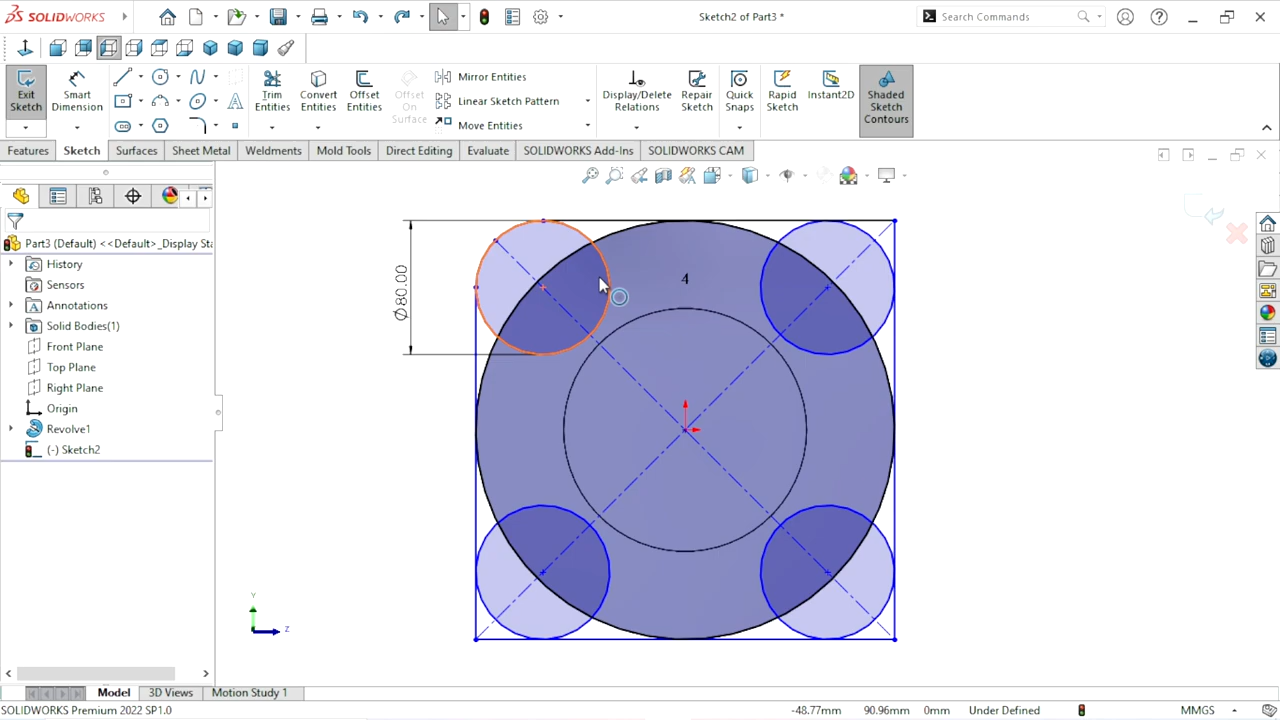 SOLIDWORKS
Sketch2 of Part3 *
Search Commands
Exit Sketch
Smart Dimension
Trim Entities
Convert Entities
Offset Entities
Offset On Surface
Mirror Entities
Linear Sketch Pattern
Move Entities
Display/Delete Relations
Repair Sketch
Quick Snaps
Rapid Sketch
Instant2D
Shaded Sketch Contours
Features Sketch Surfaces Sheet Metal Weldments Mold Tools Direct Editing Evaluate SOLIDWORKS Add-Ins SOLIDWORKS CAM
Part3 (Default) <<Default>_Display Sta
History
Sensors
Annotations
Solid Bodies(1)
Front Plane
Top Plane
Right Plane
Origin
Revolve1
(-) Sketch2
Ø80.00
4
Y
Z
Model 3D Views Motion Study 1
SOLIDWORKS Premium 2022 SP1.0
-48.77mm 90.96mm 0mm Under Defined MMGS